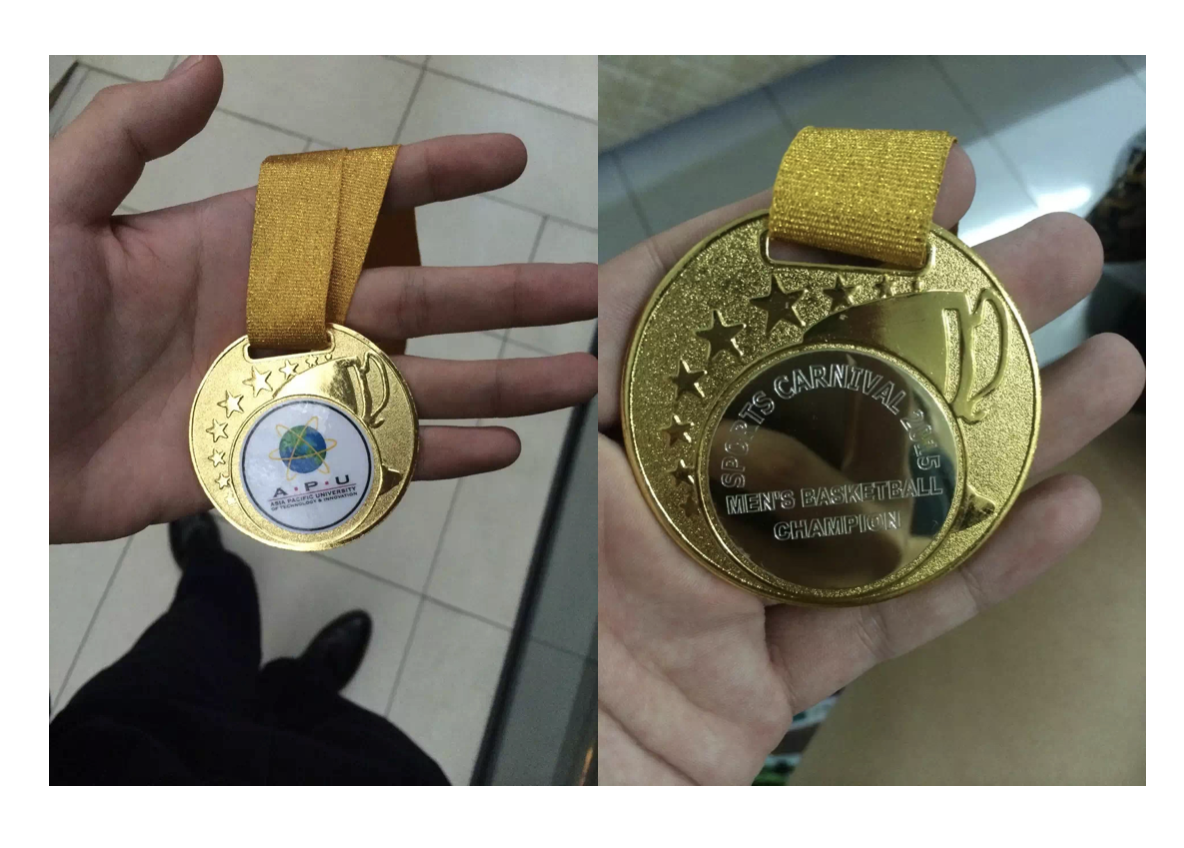 A • P • U
ASIA PACIFIC UNIVERSITY
OF TECHNOLOGY & INNOVATION
SPORTS CARNIVAL 2015
MEN'S BASKETBALL
CHAMPION